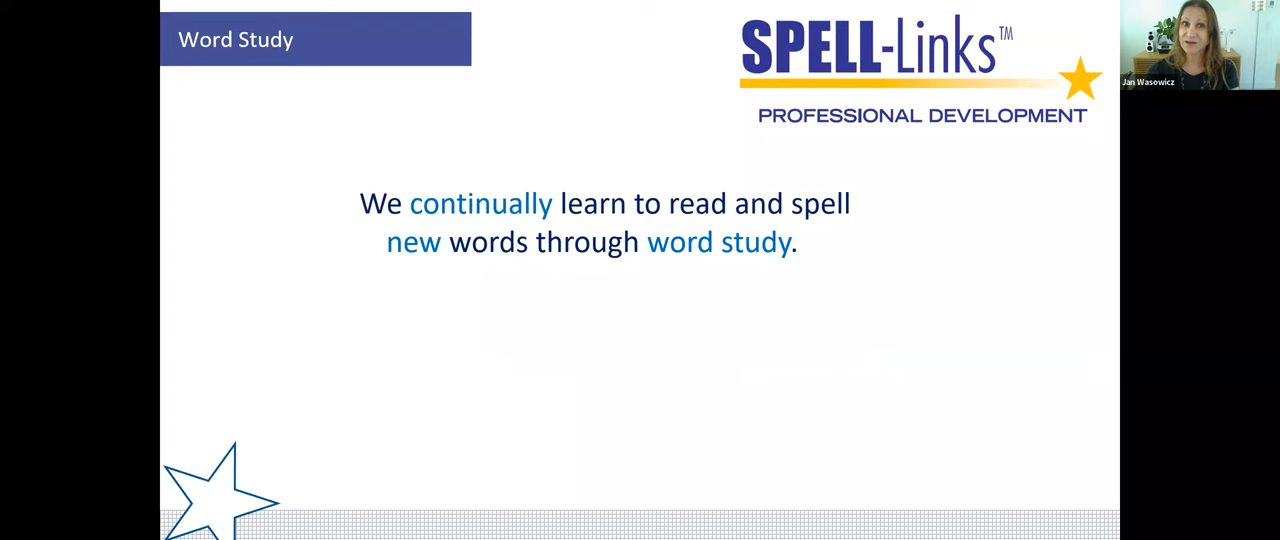 Word Study
SPELL-Links™
PROFESSIONAL DEVELOPMENT
Jan Wasowicz
We continually learn to read and spell
new words through word study.